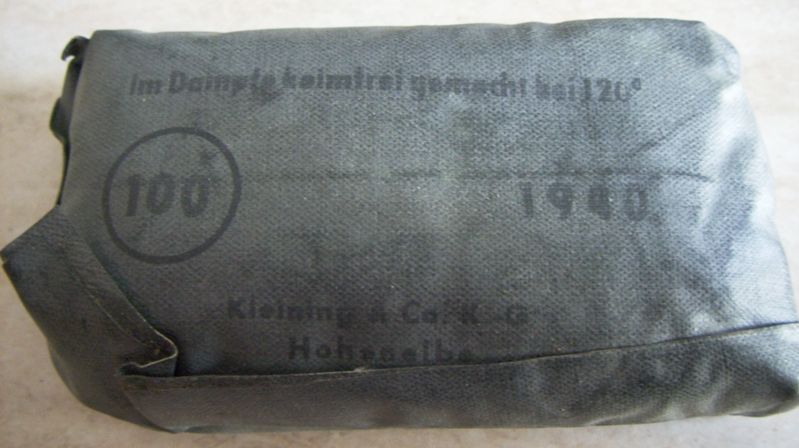 im Dampfe keimfrei gemacht bei 120°
100
1940
Kleining & Co. K.-G
Hohenelbe